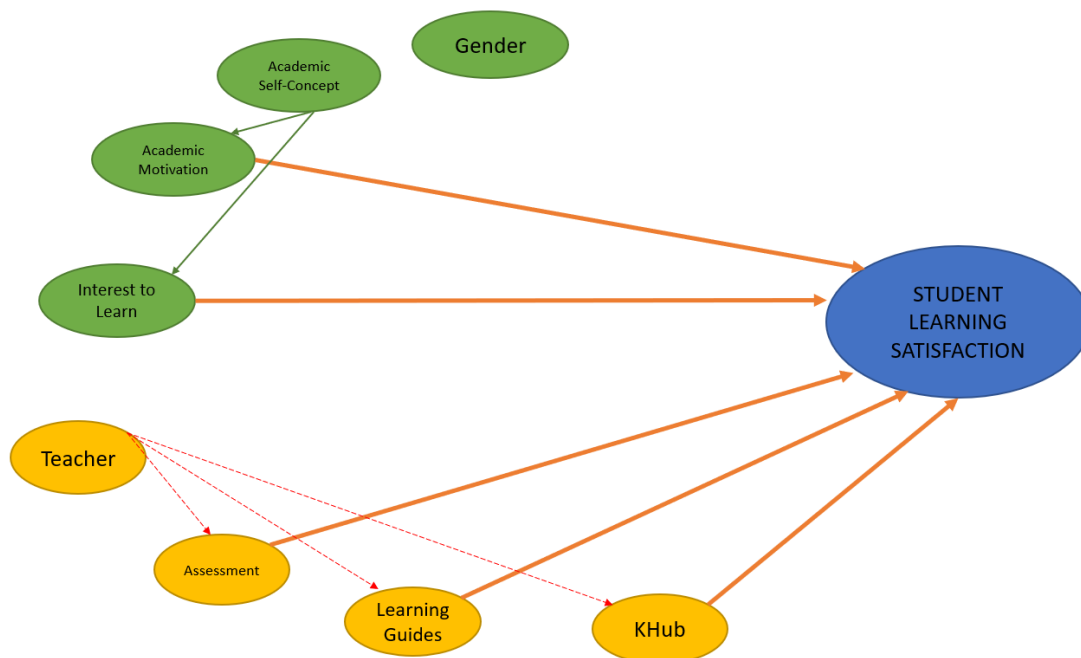 Gender
Academic
Self-Concept
Academic
Motivation
Interest to
Learn
STUDENT
LEARNING
SATISFACTION
Teacher
Assessment
Learning
Guides
KHub